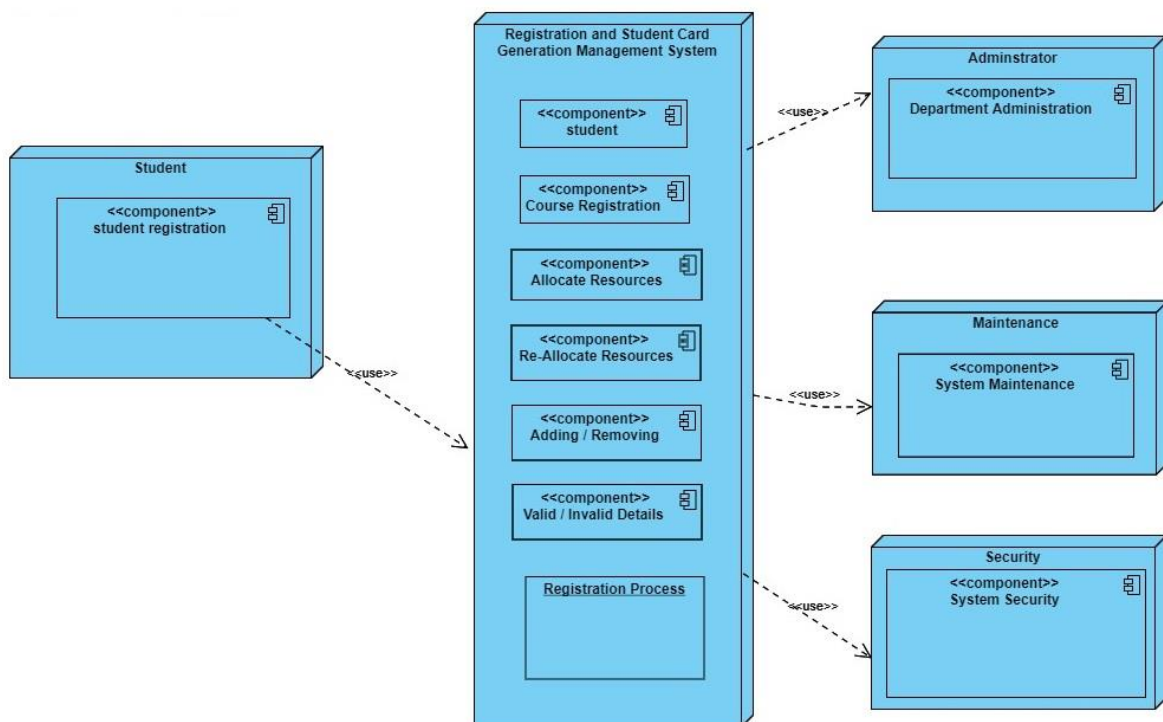 Student
<<component>>
student registration
<<use>>
Registration and Student Card
Generation Management System
<<component>>
student
<<component>>
Course Registration
<<component>>
Allocate Resources
<<component>>
Re-Allocate Resources
<<component>>
Adding / Removing
<<component>>
Valid / Invalid Details
Registration Process
<<use>>
Adminstrator
<<component>>
Department Administration
<<use>>
Maintenance
<<component>>
System Maintenance
<<use>>
Security
<<component>>
System Security